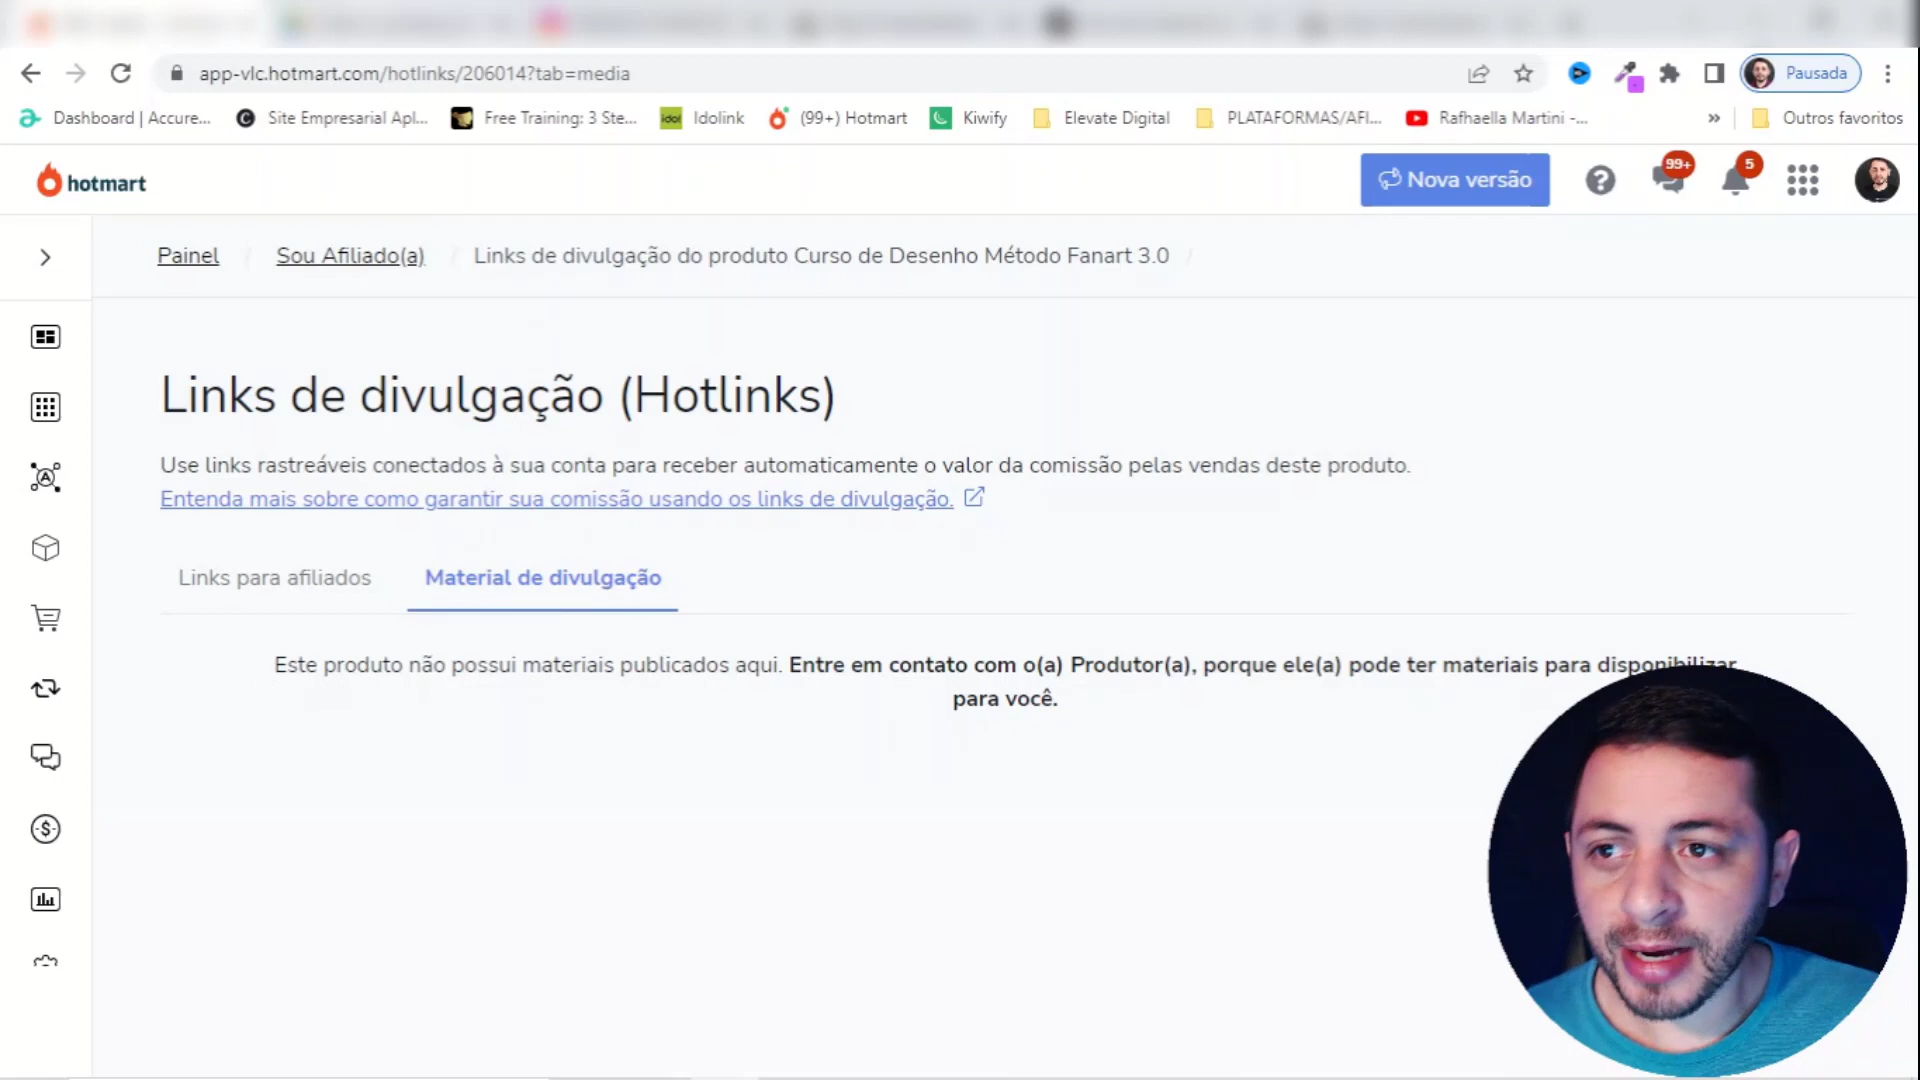 app-vlc.hotmart.com/hotlinks/206014?tab=media
Pausada
Dashboard | Accure...
Site Empresarial Apl...
Free Training: 3 Ste...
idol
Idolink
(99+) Hotmart
Kiwify
Elevate Digital
PLATAFORMAS/AFI...
Rafhaella Martini -...
»
Outros favoritos
hotmart
Nova versão
99+
5
Painel / Sou Afiliado(a) / Links de divulgação do produto Curso de Desenho Método Fanart 3.0 /
Links de divulgação (Hotlinks)
Use links rastreáveis conectados à sua conta para receber automaticamente o valor da comissão pelas vendas deste produto.
Entenda mais sobre como garantir sua comissão usando os links de divulgação.
Links para afiliados
Material de divulgação
Este produto não possui materiais publicados aqui. Entre em contato com o(a) Produtor(a), porque ele(a) pode ter materiais para disponibilizar
para você.